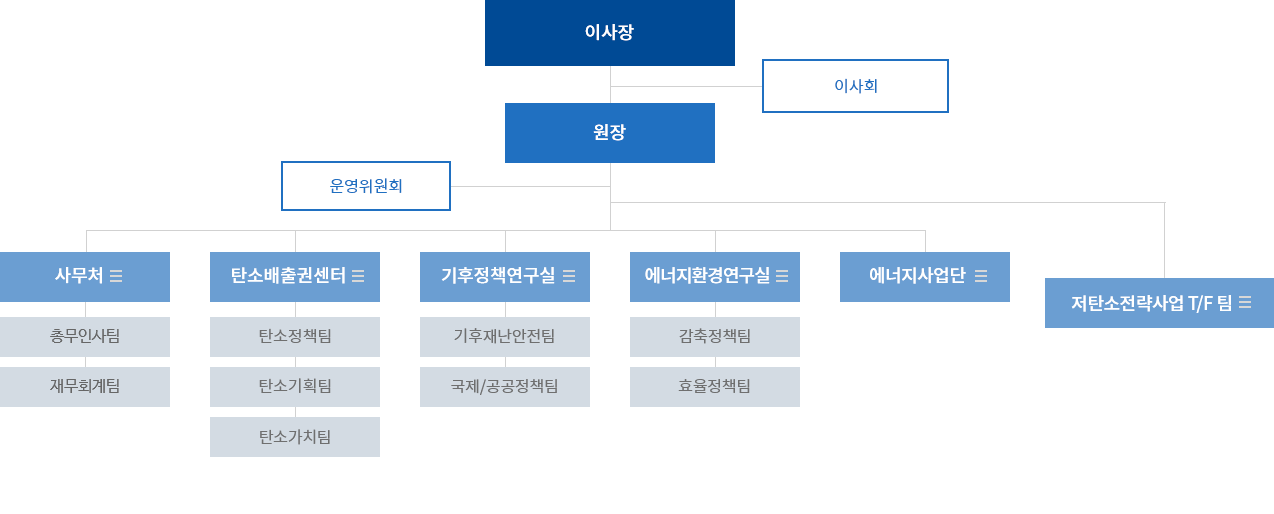 이사장
이사회
원장
운영위원회
사무처
탄소배출권센터
기후정책연구실
에너지환경연구실
에너지사업단
저탄소전략사업 T/F 팀
총무인사팀
탄소정책팀
기후재난안전팀
감축정책팀
재무회계팀
탄소기획팀
국제/공공정책팀
효율정책팀
탄소가치팀